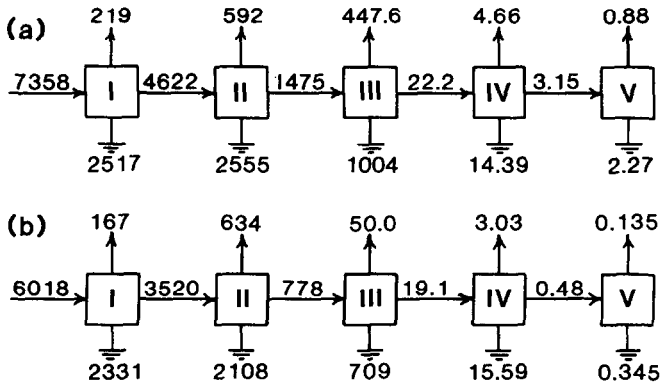 (a)
219 592 447.6 4.66 0.88
7358 I 4622 II 1475 III 22.2 IV 3.15 V
2517 2555 1004 14.39 2.27
(b)
167 634 50.0 3.03 0.135
6018 I 3520 II 778 III 19.1 IV 0.48 V
2331 2108 709 15.59 0.345